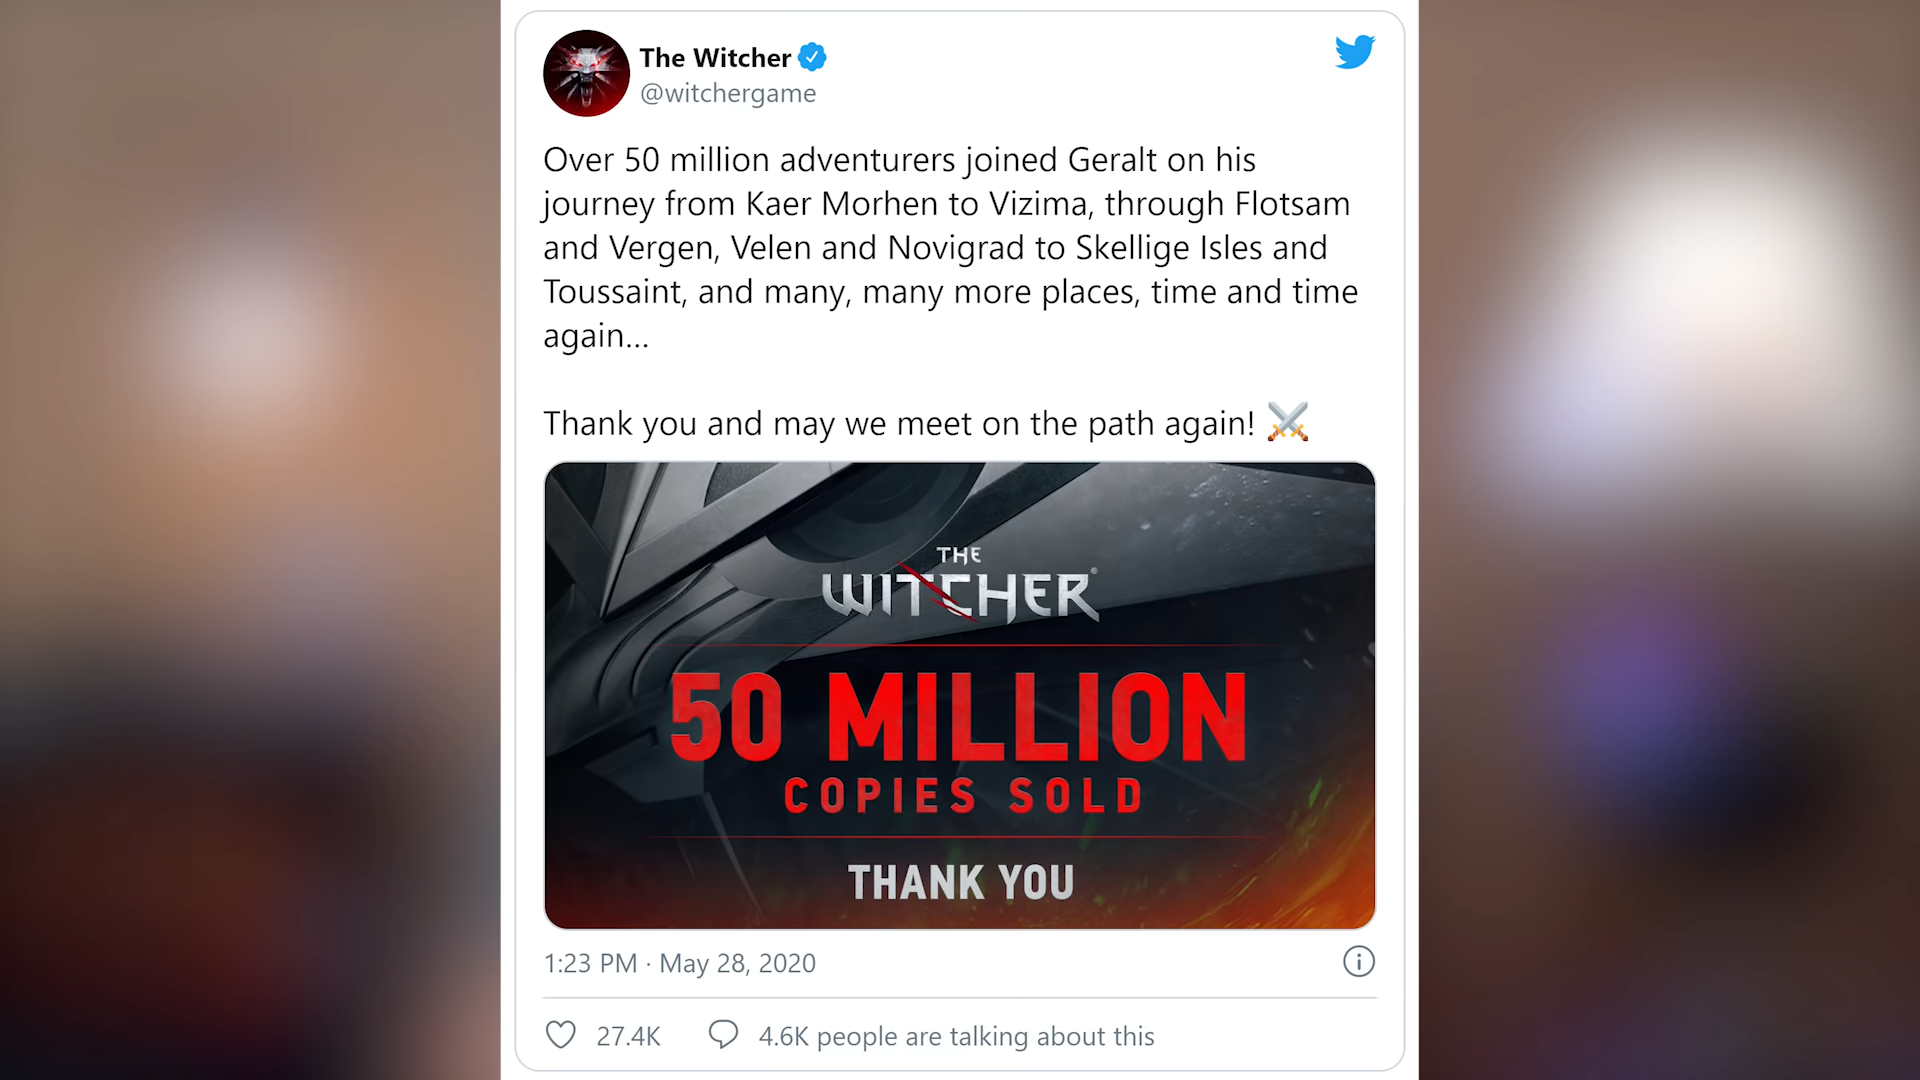 The Witcher
@witchergame
Over 50 million adventurers joined Geralt on his
journey from Kaer Morhen to Vizima, through Flotsam
and Vergen, Velen and Novigrad to Skellige Isles and
Toussaint, and many, many more places, time and time
again...
Thank you and may we meet on the path again! ⚔️
THE
WITCHER®
50 MILLION
COPIES SOLD
THANK YOU
1:23 PM · May 28, 2020
27.4K 4.6K people are talking about this